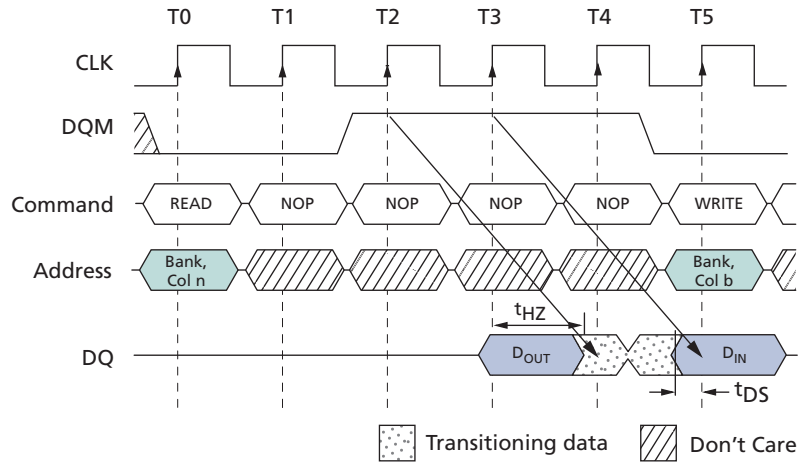 T0 T1 T2 T3 T4 T5
CLK
DQM
Command READ NOP NOP NOP NOP WRITE
Address Bank, Col n Bank, Col b
tHZ
DQ DOUT DIN
tDS
Transitioning data Don't Care